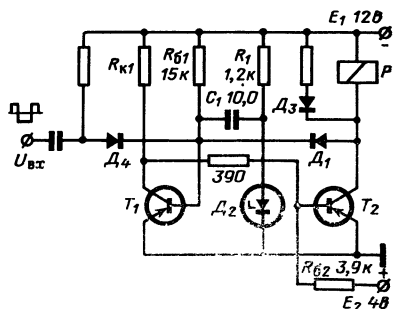 E₁ 12В
-
Rк1
Rб1
15к
R₁
1,2к
C₁ 10,0
Д₃
P
Uвх
Д₄
Д₁
390
T₁
Д₂
T₂
+
Rб2 3,9к
E₂ 4В